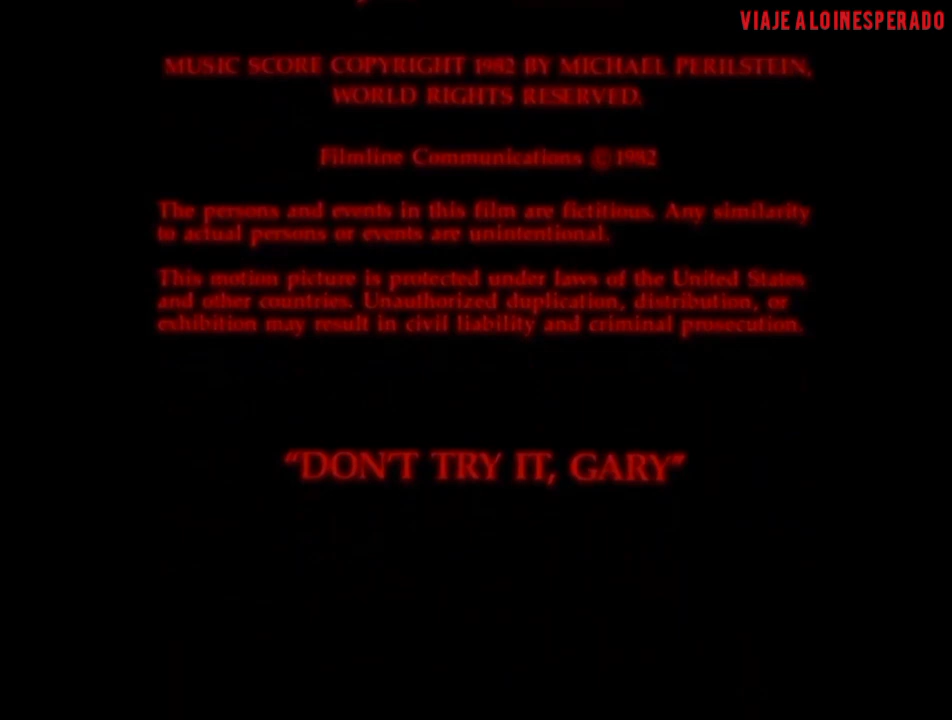 VIAJE A LO INESPERADO
MUSIC SCORE COPYRIGHT 1982 BY MICHAEL PERILSTEIN,
WORLD RIGHTS RESERVED.
Filmline Communications © 1982
The persons and events in this film are fictitious. Any similarity
to actual persons or events are unintentional.
This motion picture is protected under laws of the United States
and other countries. Unauthorized duplication, distribution, or
exhibition may result in civil liability and criminal prosecution.
"DON'T TRY IT, GARY"